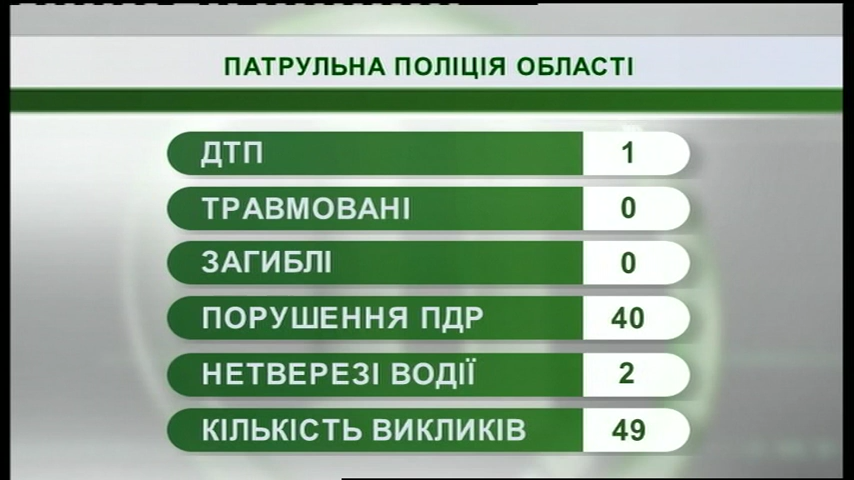 ПАТРУЛЬНА ПОЛІЦІЯ ОБЛАСТІ
ДТП 1
ТРАВМОВАНІ 0
ЗАГИБЛІ 0
ПОРУШЕННЯ ПДР 40
НЕТВЕРЕЗІ ВОДІЇ 2
КІЛЬКІСТЬ ВИКЛИКІВ 49